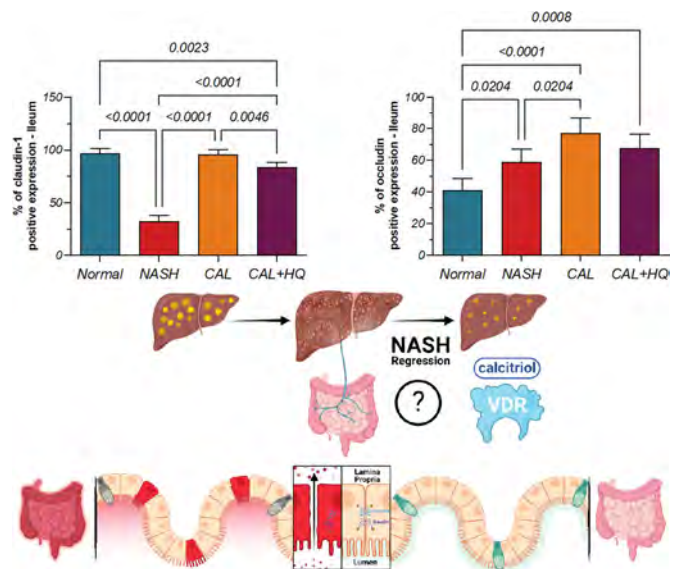 0.0023
<0.0001
<0.0001
<0.0001
0.0046
% of claudin-1
positive expression - Ileum
150
100
50
0
Normal
NASH
CAL
CAL+HQ
0.0008
<0.0001
0.0204
0.0204
% of occludin
positive expression - Ileum
100
80
60
40
20
0
Normal
NASH
CAL
CAL+HQ
NASH
Regression
calcitriol
?
VDR
Lamina
Propria
Lumen